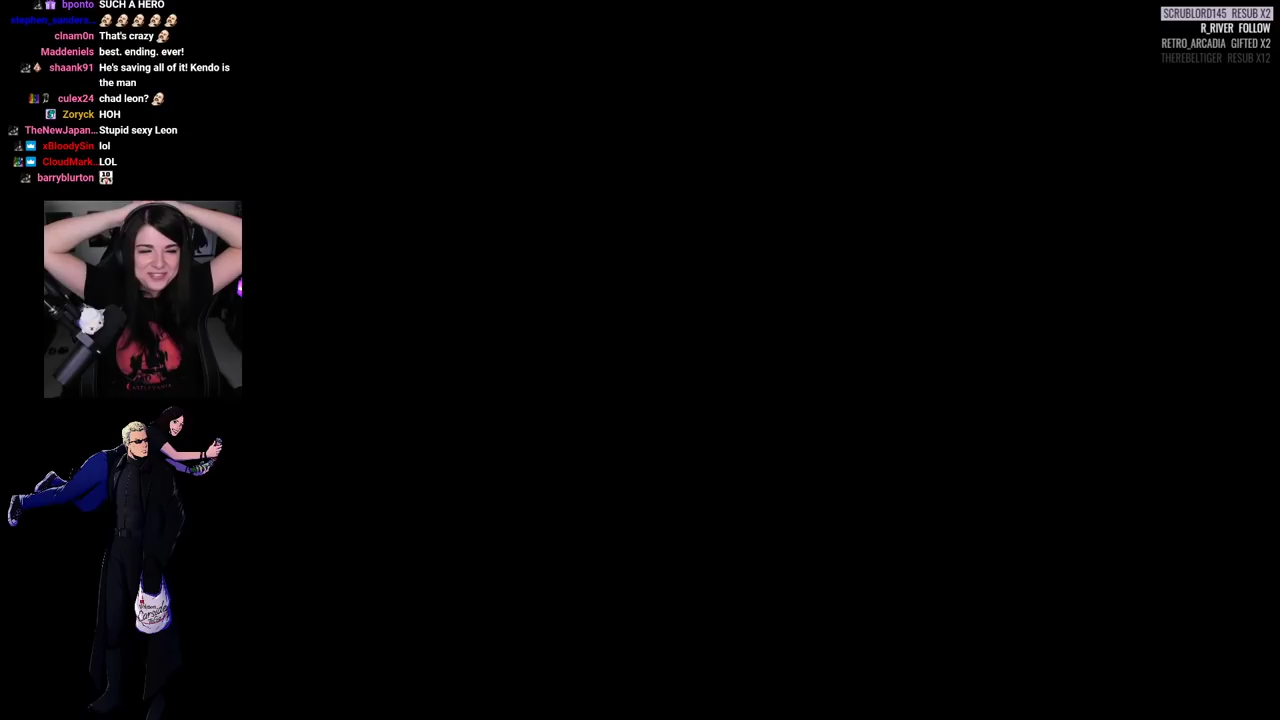 bponto SUCH A HERO
clnam0n That's crazy
Maddeniels best. ending. ever!
shaank91 He's saving all of it! Kendo is
the man
culex24 chad leon?
Zoryck HOH
TheNewJapan... Stupid sexy Leon
xBloodySin lol
CloudMark... LOL
barryblurton
SCRUBLORD145 RESUB X2
R_RIVER FOLLOW
RETRO_ARCADIA GIFTED X2
THEREBELTIGER RESUB X12
CASTLEVANIA